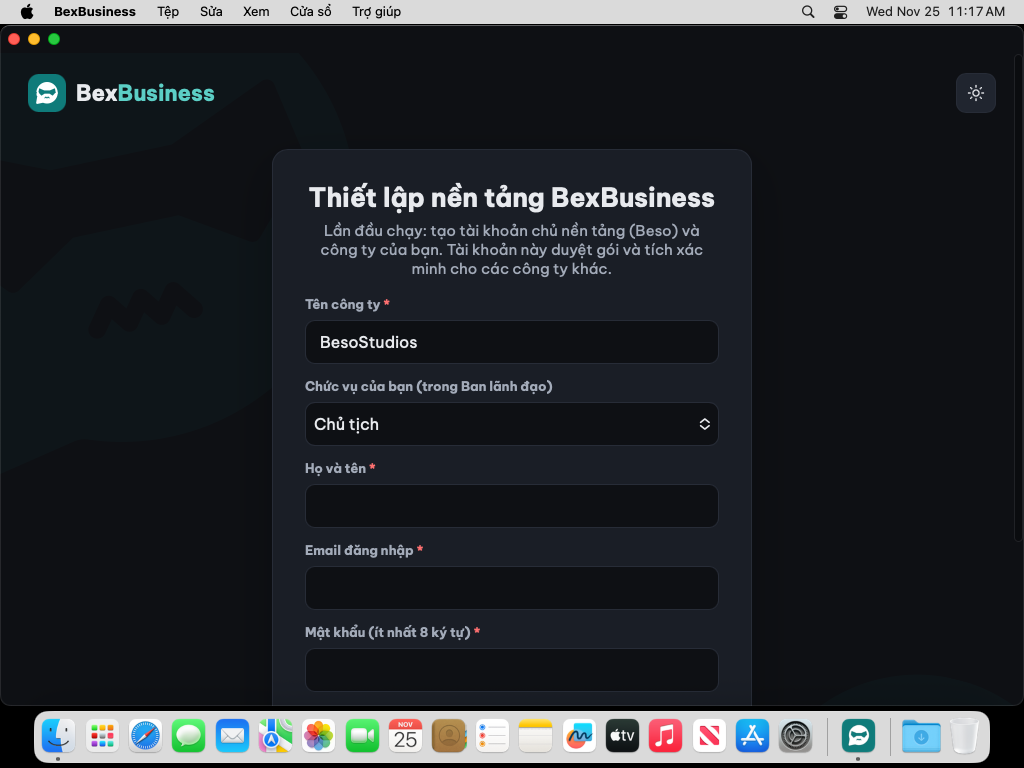 BexBusiness Tệp Sửa Xem Cửa sổ Trợ giúp Wed Nov 25 11:17 AM
BexBusiness
Thiết lập nền tảng BexBusiness
Lần đầu chạy: tạo tài khoản chủ nền tảng (Beso) và
công ty của bạn. Tài khoản này duyệt gói và tích xác
minh cho các công ty khác.
Tên công ty *
BesoStudios
Chức vụ của bạn (trong Ban lãnh đạo)
Chủ tịch
Họ và tên *
Email đăng nhập *
Mật khẩu (ít nhất 8 ký tự) *
NOV
25
tv